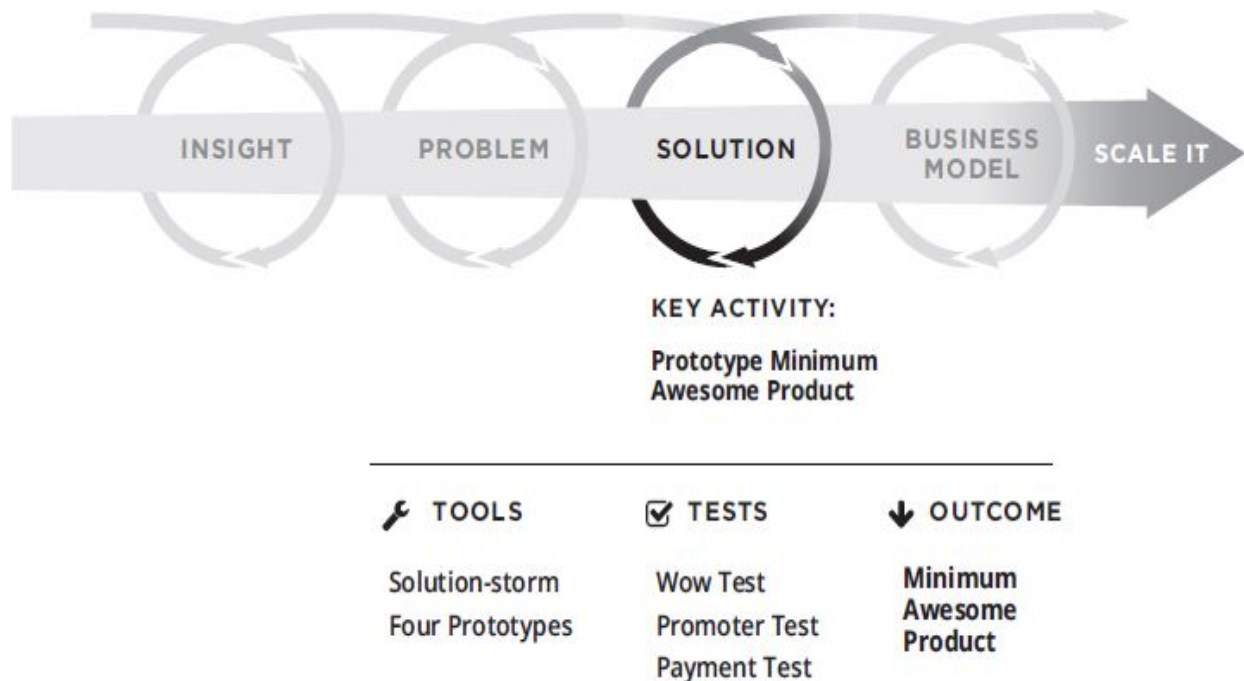 INSIGHT
PROBLEM
SOLUTION
BUSINESS
MODEL
SCALE IT
KEY ACTIVITY:
Prototype Minimum
Awesome Product
TOOLS
Solution-storm
Four Prototypes
TESTS
Wow Test
Promoter Test
Payment Test
OUTCOME
Minimum
Awesome
Product